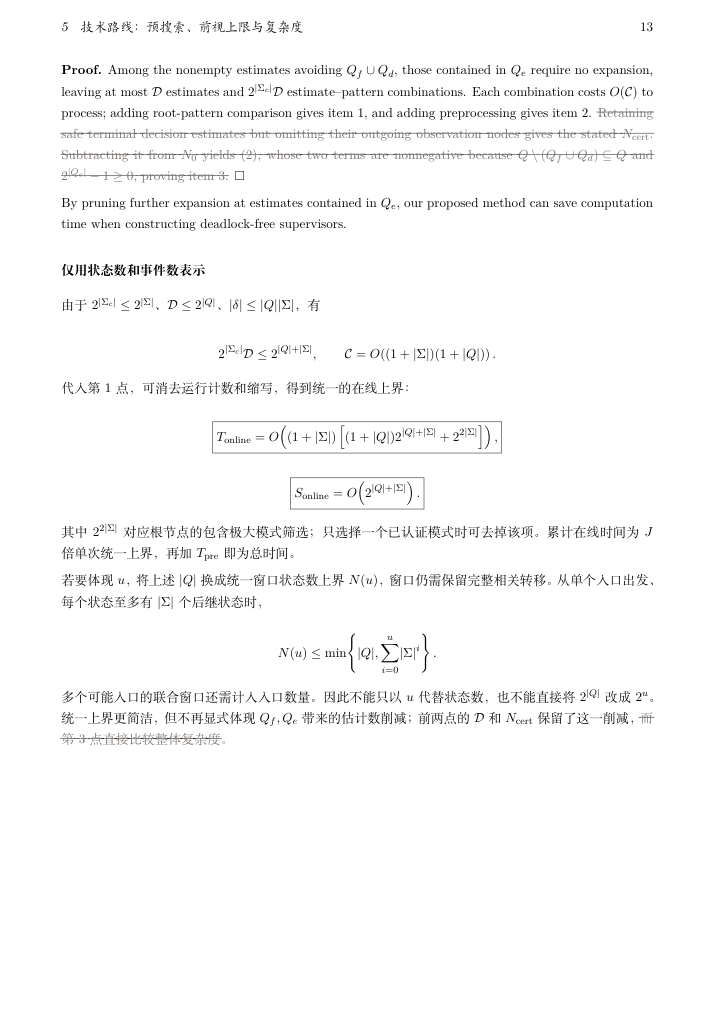 5 技术路线：预搜索、前视上限与复杂度 13
Proof. Among the nonempty estimates avoiding Q_f ∪ Q_d, those contained in Q_e require no expansion,
leaving at most 𝒟 estimates and 2^{|Σ_c|}𝒟 estimate–pattern combinations. Each combination costs O(𝒞) to
process; adding root-pattern comparison gives item 1, and adding preprocessing gives item 2. Retaining
safe terminal decision estimates but omitting their outgoing observation nodes gives the stated N_cert.
Subtracting it from N_0 yields (2), whose two terms are nonnegative because Q \ (Q_f ∪ Q_d) ⊆ Q and
2^{|Q_e|} − 1 ≥ 0, proving item 3. □
By pruning further expansion at estimates contained in Q_e, our proposed method can save computation
time when constructing deadlock-free supervisors.
仅用状态数和事件数表示
由于 2^{|Σ_c|} ≤ 2^{|Σ|}、𝒟 ≤ 2^{|Q|}、|δ| ≤ |Q||Σ|，有
2^{|Σ_c|}𝒟 ≤ 2^{|Q|+|Σ|}, 𝒞 = O((1 + |Σ|)(1 + |Q|)) .
代入第 1 点，可消去运行计数和缩写，得到统一的在线上界：
T_online = O((1 + |Σ|) [(1 + |Q|)2^{|Q|+|Σ|} + 2^{2|Σ|}]) ,
S_online = O(2^{|Q|+|Σ|}) .
其中 2^{2|Σ|} 对应根节点的包含极大模式筛选；只选择一个已认证模式时可去掉该项。累计在线时间为 J
倍单次统一上界，再加 T_pre 即为总时间。
若要体现 u，将上述 |Q| 换成统一窗口状态数上界 N(u)，窗口仍需保留完整相关转移。从单个入口出发、
每个状态至多有 |Σ| 个后继状态时，
N(u) ≤ min{|Q|, ∑_{i=0}^{u} |Σ|^i} .
多个可能入口的联合窗口还需计入入口数量。因此不能只以 u 代替状态数，也不能直接将 2^{|Q|} 改成 2^u。
统一上界更简洁，但不再显式体现 Q_f, Q_e 带来的估计数削减；前两点的 𝒟 和 N_cert 保留了这一削减，而
第 3 点直接比较整体复杂度。